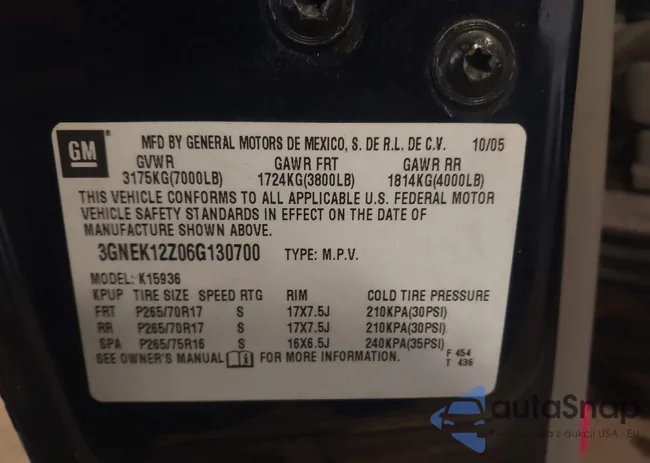 GM ®
MFD BY GENERAL MOTORS DE MEXICO, S. DE R.L. DE C.V. 10/05
GVWR GAWR FRT GAWR RR
3175KG(7000LB) 1724KG(3800LB) 1814KG(4000LB)
THIS VEHICLE CONFORMS TO ALL APPLICABLE U.S. FEDERAL MOTOR
VEHICLE SAFETY STANDARDS IN EFFECT ON THE DATE OF
MANUFACTURE SHOWN ABOVE.
3GNEK12Z06G130700 TYPE: M.P.V.
MODEL: K15936
KPUP TIRE SIZE SPEED RTG RIM COLD TIRE PRESSURE
FRT P265/70R17 S 17X7.5J 210KPA(30PSI)
RR P265/70R17 S 17X7.5J 210KPA(30PSI)
SPA P265/75R16 S 16X6.5J 240KPA(35PSI)
SEE OWNER'S MANUAL i FOR MORE INFORMATION.
F 454
T 436
autaSnap
z aukcji USA - EU